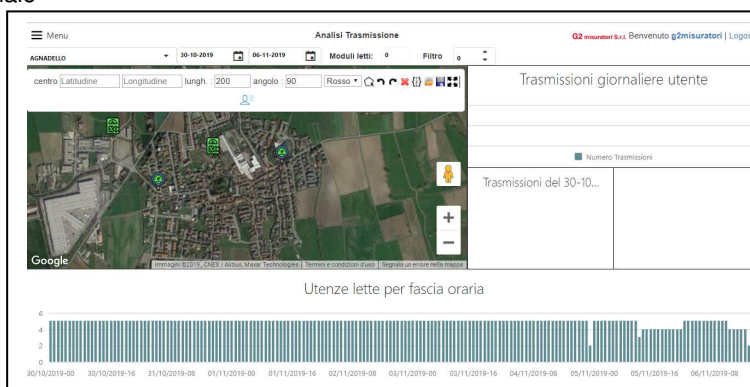 Menu
Analisi Trasmissione
G2 misuratori S.r.l. Benvenuto g2misuratori |
AGNADELLO
30-10-2019
06-11-2019
Moduli letti: 0
Filtro 0
centro Latitudine Longitudine lungh. : 200 angolo : 90 Rosso
{i}
Trasmissioni giornaliere utente
Numero Trasmissioni
Trasmissioni del 30-10...
Google
Immagini ©2019 , CNES / Airbus, Maxar Technologies
Termini e condizioni d'uso
Segnala un errore nella mappa
Utenze lette per fascia oraria
6
4
2
0
30/10/2019-00 30/10/2019-16 31/10/2019-08 01/11/2019-00 01/11/2019-16 02/11/2019-08 03/11/2019-00 03/11/2019-16 04/11/2019-08 05/11/2019-00 05/11/2019-16 06/11/2019-08